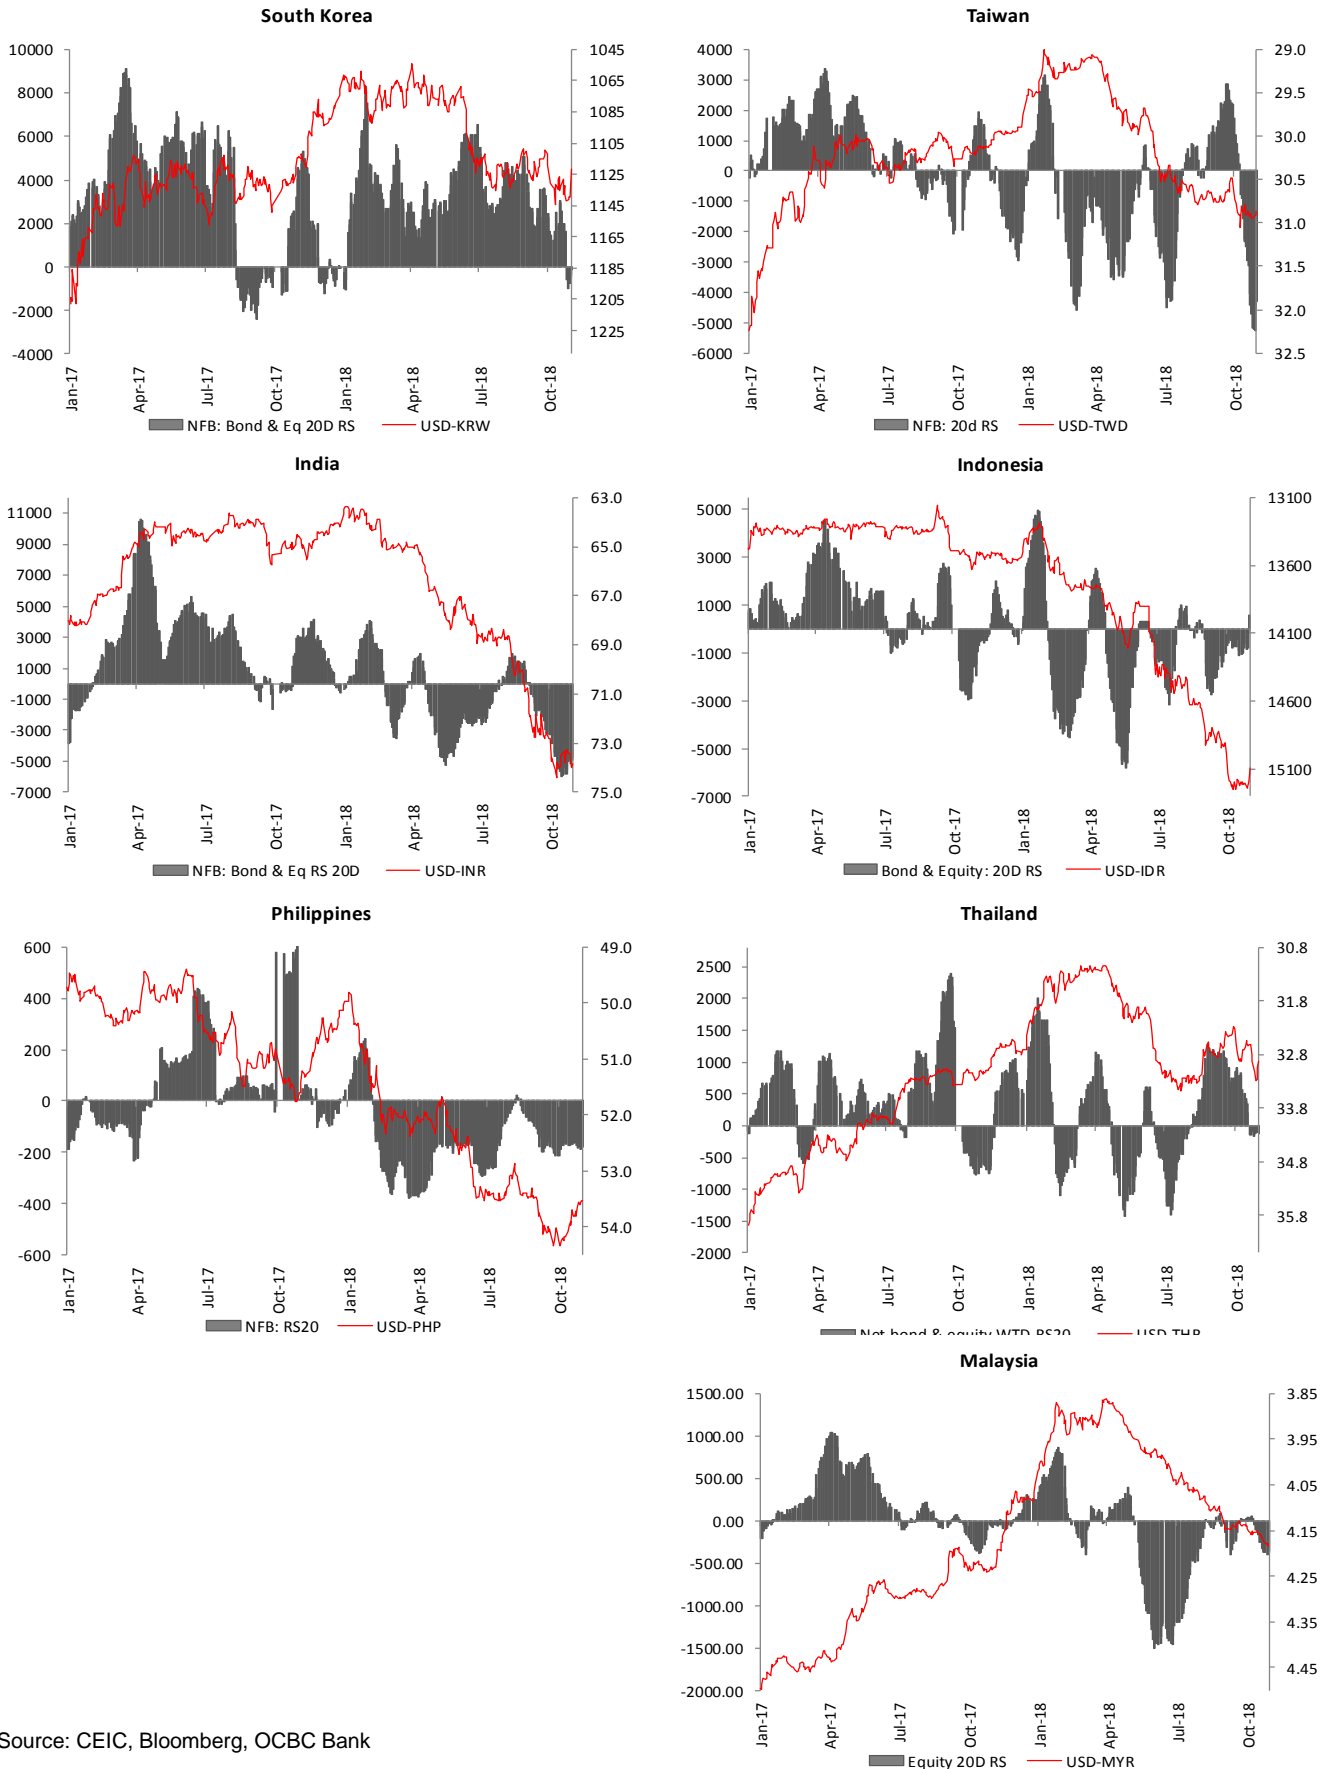 South Korea
10000
8000
6000
4000
2000
0
-2000
-4000
1045
1065
1085
1105
1125
1145
1165
1185
1205
1225
Jan-17
Apr-17
Jul-17
Oct-17
Jan-18
Apr-18
Jul-18
Oct-18
NFB: Bond & Eq 20D RS
USD-KRW
Taiwan
4000
3000
2000
1000
0
-1000
-2000
-3000
-4000
-5000
-6000
29.0
29.5
30.0
30.5
31.0
31.5
32.0
32.5
Jan-17
Apr-17
Jul-17
Oct-17
Jan-18
Apr-18
Jul-18
Oct-18
NFB: 20d RS
USD-TWD
India
11000
9000
7000
5000
3000
1000
-1000
-3000
-5000
-7000
63.0
65.0
67.0
69.0
71.0
73.0
75.0
Jan-17
Apr-17
Jul-17
Oct-17
Jan-18
Apr-18
Jul-18
Oct-18
NFB: Bond & Eq RS 20D
USD-INR
Indonesia
5000
3000
1000
-1000
-3000
-5000
-7000
13100
13600
14100
14600
15100
Jan-17
Apr-17
Jul-17
Oct-17
Jan-18
Apr-18
Jul-18
Oct-18
Bond & Equity: 20D RS
USD-IDR
Philippines
600
400
200
0
-200
-400
-600
49.0
50.0
51.0
52.0
53.0
54.0
Jan-17
Apr-17
Jul-17
Oct-17
Jan-18
Apr-18
Jul-18
Oct-18
NFB: RS20
USD-PHP
Thailand
2500
2000
1500
1000
500
0
-500
-1000
-1500
-2000
30.8
31.8
32.8
33.8
34.8
35.8
Jan-17
Apr-17
Jul-17
Oct-17
Jan-18
Apr-18
Jul-18
Oct-18
Net bond & equity WTD RS20
USD-THB
Malaysia
1500.00
1000.00
500.00
0.00
-500.00
-1000.00
-1500.00
-2000.00
3.85
3.95
4.05
4.15
4.25
4.35
4.45
Jan-17
Apr-17
Jul-17
Oct-17
Jan-18
Apr-18
Jul-18
Oct-18
Equity 20D RS
USD-MYR
Source: CEIC, Bloomberg, OCBC Bank